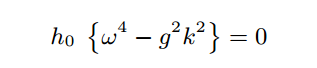 h₀ {ω⁴ − g²k²} = 0